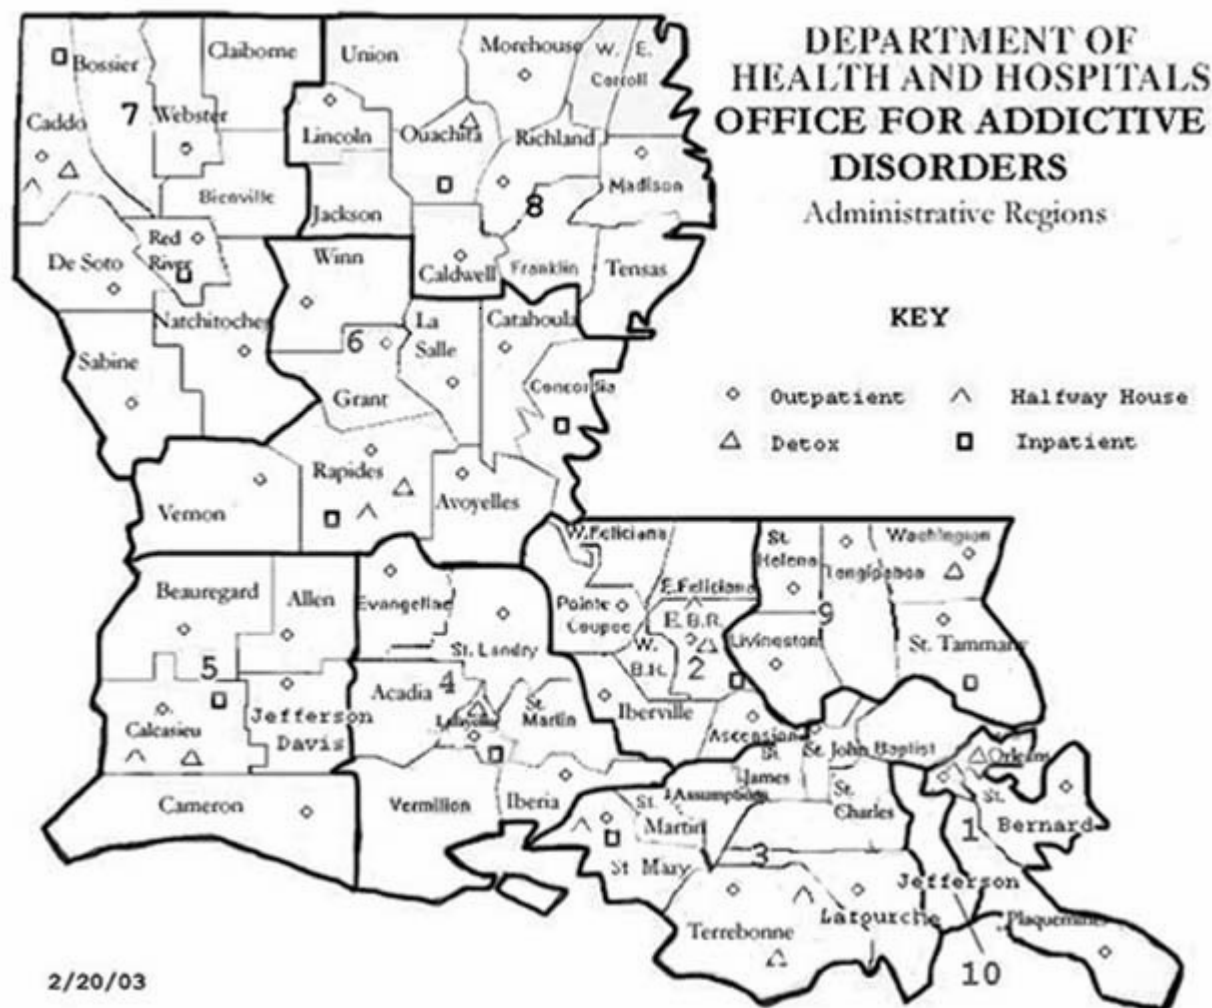 DEPARTMENT OF
HEALTH AND HOSPITALS
OFFICE FOR ADDICTIVE
DISORDERS
Administrative Regions
KEY
Outpatient
Halfway House
Detox
Inpatient
Bossier
Claiborne
Union
Morehouse
W. E.
Carroll
Caddo
7
Webster
Lincoln
Ouachita
Richland
Madison
Bienville
Jackson
8
Red
River
De Soto
Winn
Caldwell
Franklin
Tensas
Natchitoches
La
Salle
Catahoula
6
Sabine
Grant
Concordia
Rapides
Avoyelles
Vernon
W.Feliciana
St.
Helena
Washington
Beauregard
Allen
Evangeline
E.Feliciana
Pointe
Coupee
E.B.R.
W.
B.R.
2
Livingston
9
St. Tammany
St. Landry
5
Acadia
4
St.
Martin
Iberville
Calcasieu
Jefferson
Davis
Lafayette
Ascension
St. John Baptist
Orleans
St.
James
Assumption
St.
Charles
St.
Bernard
1
Cameron
Vermilion
Iberia
St.
Martin
3
St Mary
Jefferson
Terrebonne
Lafourche
Plaquemines
10
2/20/03